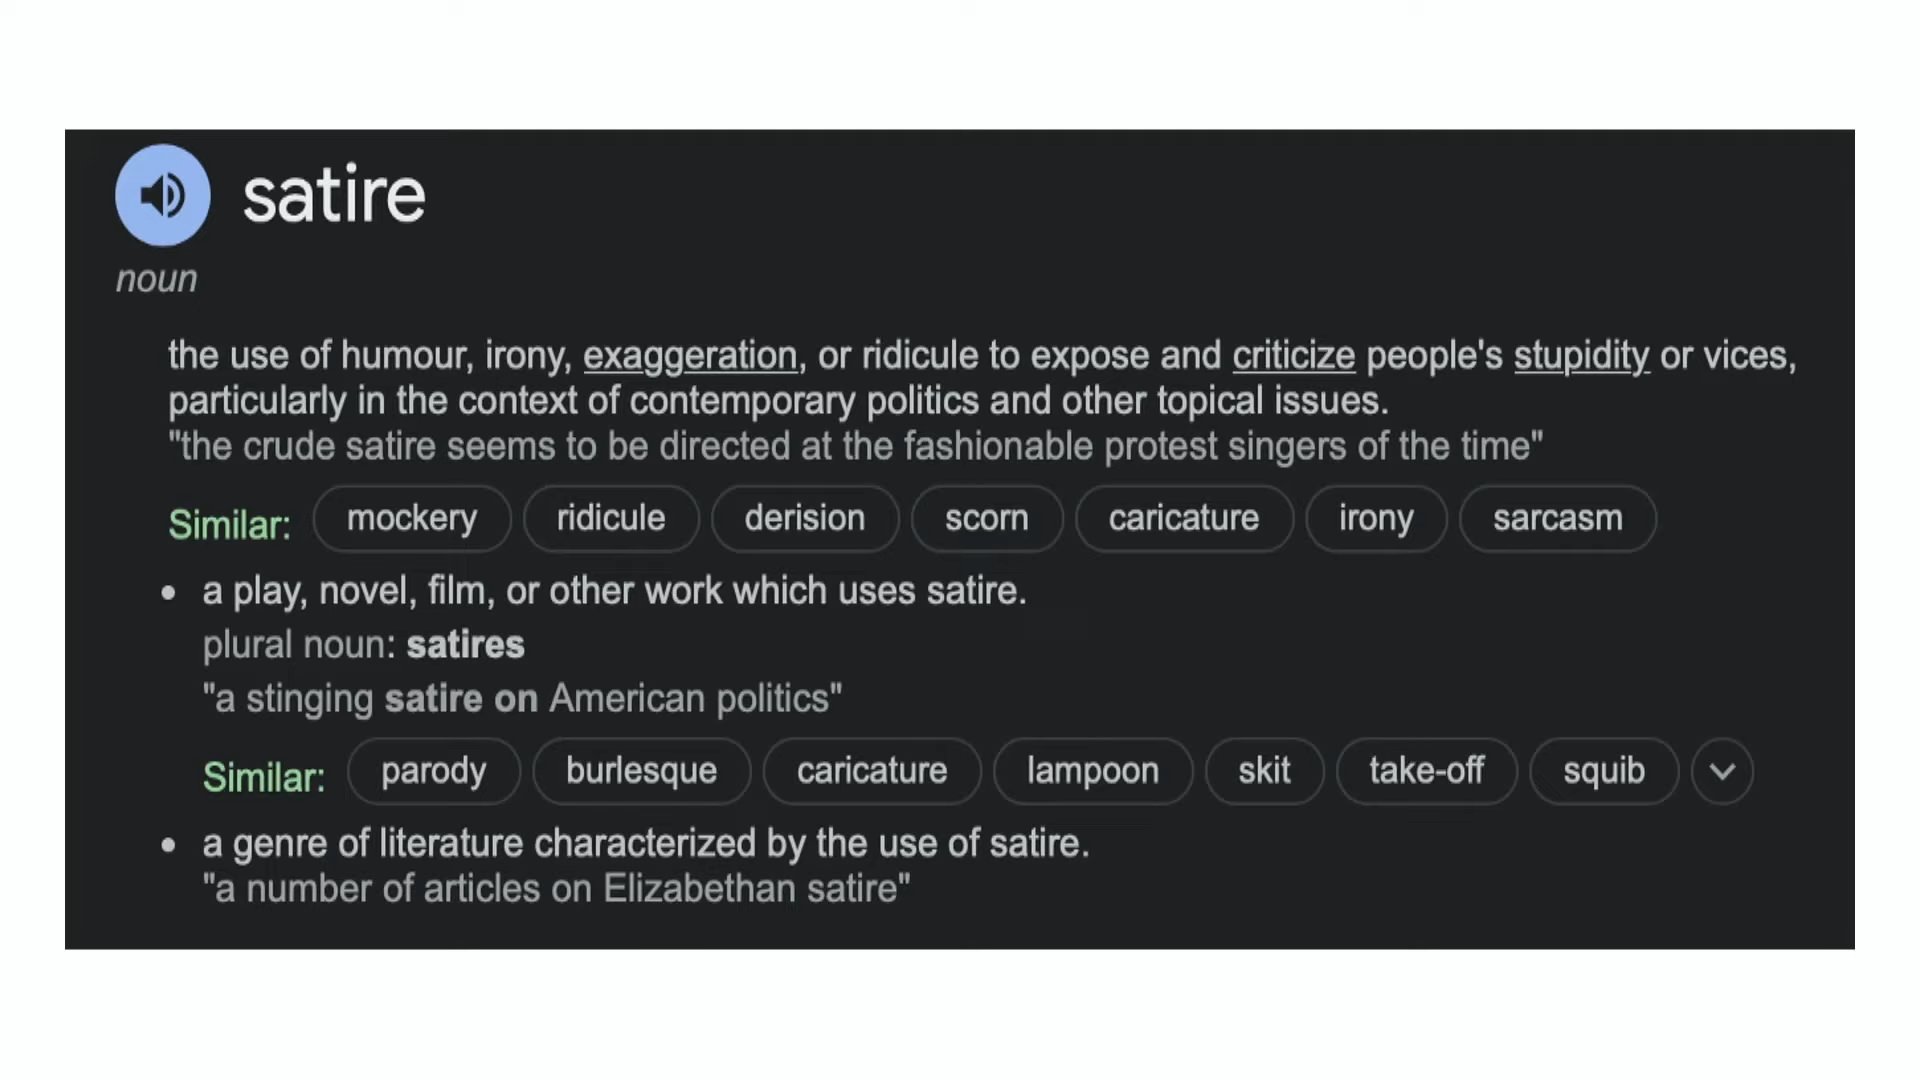 satire
noun
the use of humour, irony, exaggeration, or ridicule to expose and criticize people's stupidity or vices,
particularly in the context of contemporary politics and other topical issues.
"the crude satire seems to be directed at the fashionable protest singers of the time"
Similar: mockery ridicule derision scorn caricature irony sarcasm
• a play, novel, film, or other work which uses satire.
plural noun: satires
"a stinging satire on American politics"
Similar: parody burlesque caricature lampoon skit take-off squib
• a genre of literature characterized by the use of satire.
"a number of articles on Elizabethan satire"